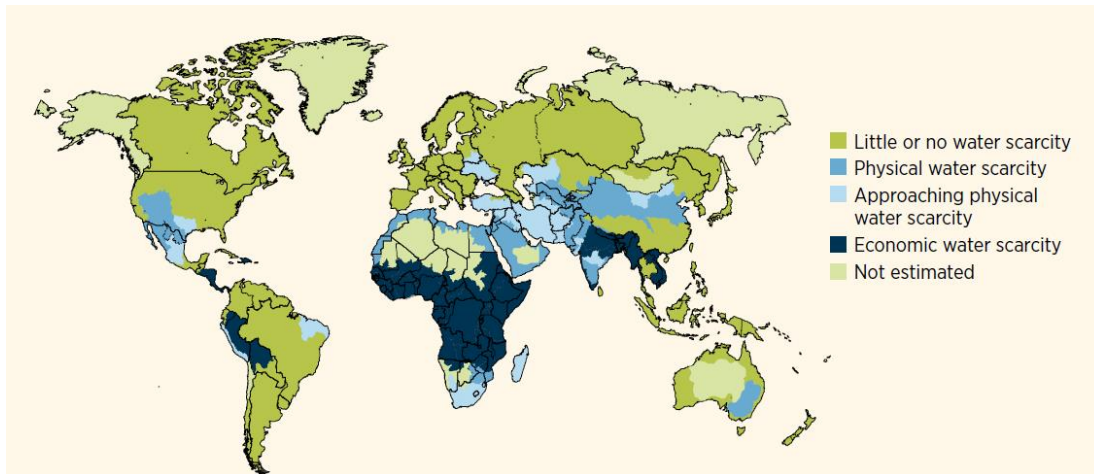 Little or no water scarcity
Physical water scarcity
Approaching physical
water scarcity
Economic water scarcity
Not estimated